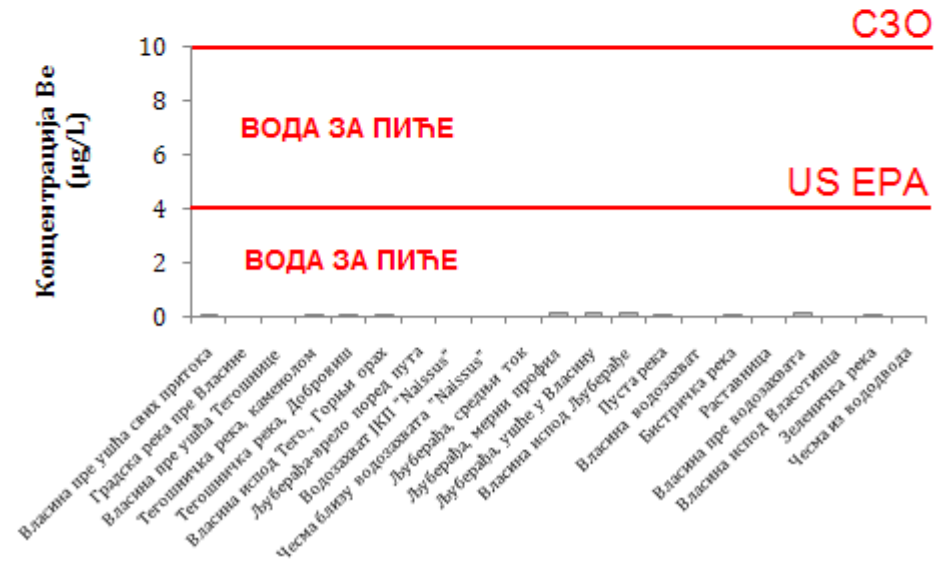 СЗО
10
8
6
4
2
0
Концентрација Be
(µg/L)
ВОДА ЗА ПИЋЕ
US EPA
ВОДА ЗА ПИЋЕ
Власина пре ушћа свих притока
Градска река пре Власине
Власина пре ушћа Тегошнице
Тегошничка река, каменолом
Тегошничка река, Добровиш
Власина испод Тего., Горњи орах
Љуберађа-врело поред пута
Водозахват ЈКП "Naissus"
Чесма близу водозахвата "Naissus"
Љуберађа, средњи ток
Љуберађа, мерни профил
Љуберађа, ушће у Власину
Власина испод Љуберађе
Пуста река
Власина водозахват
Бистричка река
Раставница
Власина пре водозахвата
Власина испод Власотинца
Зеленичка река
Чесма из водовода